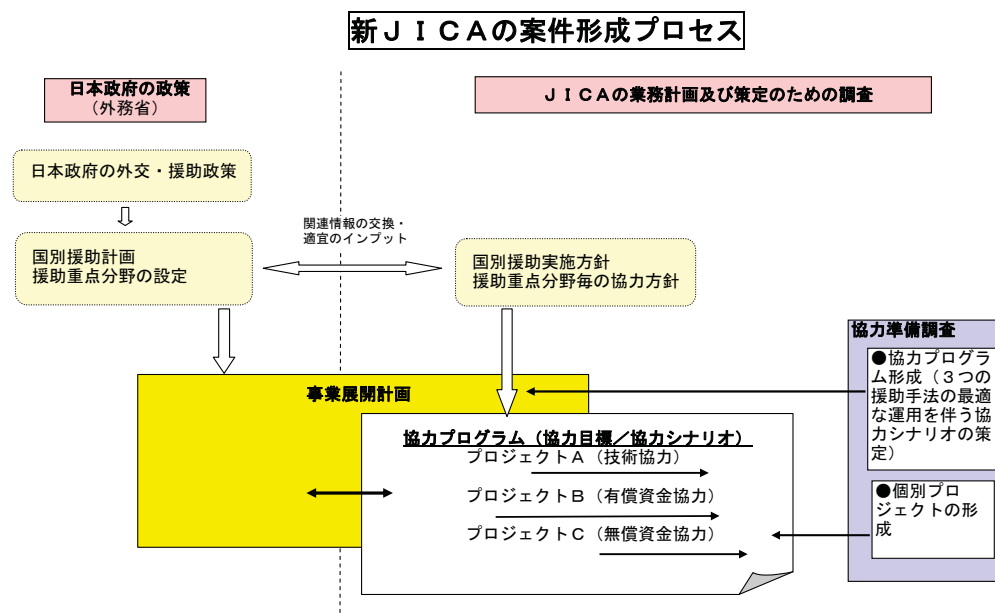 新ＪＩＣＡの案件形成プロセス
日本政府の政策
（外務省）
ＪＩＣＡの業務計画及び策定のための調査
日本政府の外交・援助政策
関連情報の交換・
適宜のインプット
国別援助計画
援助重点分野の設定
国別援助実施方針
援助重点分野毎の協力方針
協力準備調査
●協力プログラ
ム形成（３つの
援助手法の最適
な運用を伴う協
力シナリオの策
定）
事業展開計画
協力プログラム（協力目標／協力シナリオ）
プロジェクトＡ（技術協力）
プロジェクトＢ（有償資金協力）
プロジェクトＣ（無償資金協力）
●個別プロ
ジェクトの形
成